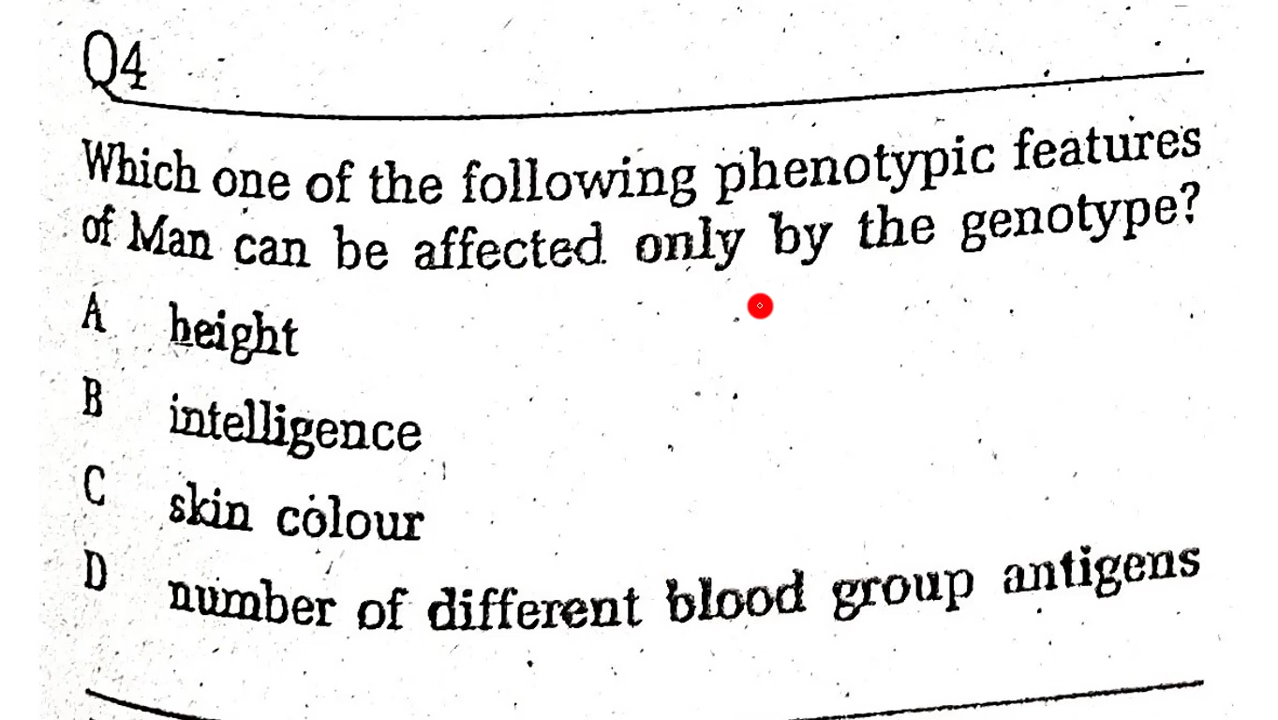 Q4
Which one of the following phenotypic features
of Man can be affected only by the genotype?
A height
B intelligence
C skin colour
D number of different blood group antigens